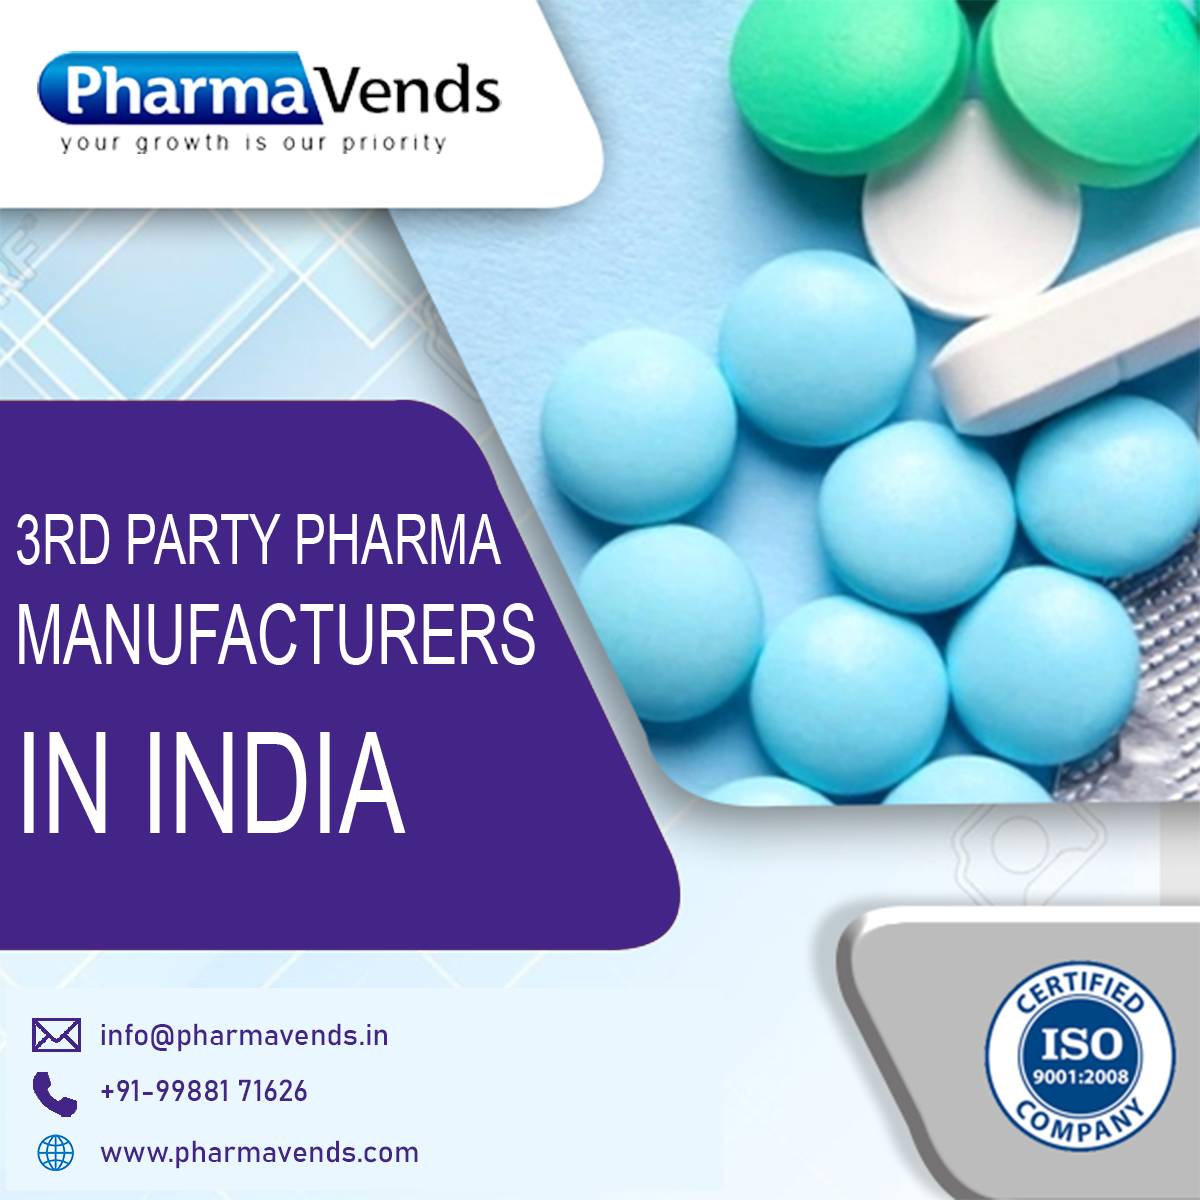 PharmaVends
your growth is our priority
3RD PARTY PHARMA
MANUFACTURERS
IN INDIA
info@pharmavends.in
+91-99881 71626
www.pharmavends.com
CERTIFIED
ISO
9001:2008
COMPANY